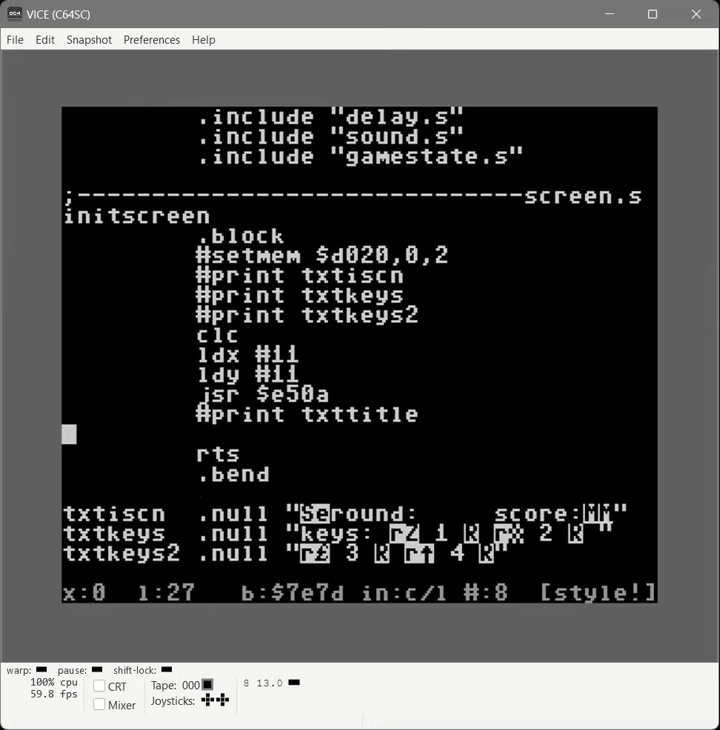 VICE (C64SC)
File Edit Snapshot Preferences Help
.include "delay.s"
.include "sound.s"
.include "gamestate.s"
;------------------------------screen.s
initscreen
.block
#setmem $d020,0,2
#print txtiscn
#print txtkeys
#print txtkeys2
clc
ldx #11
ldy #11
jsr $e50a
#print txttitle
rts
.bend
txtiscn .null "Seround: score:MM"
txtkeys .null "keys: r 1 R r 2 R "
txtkeys2 .null "r£ 3 R r↑ 4 R"
x:0 l:27 b:$7e7d in:c/l #:8 [style!]
warp: pause: shift-lock:
100% cpu
59.8 fps
CRT
Mixer
Tape: 000
Joysticks:
8 13.0